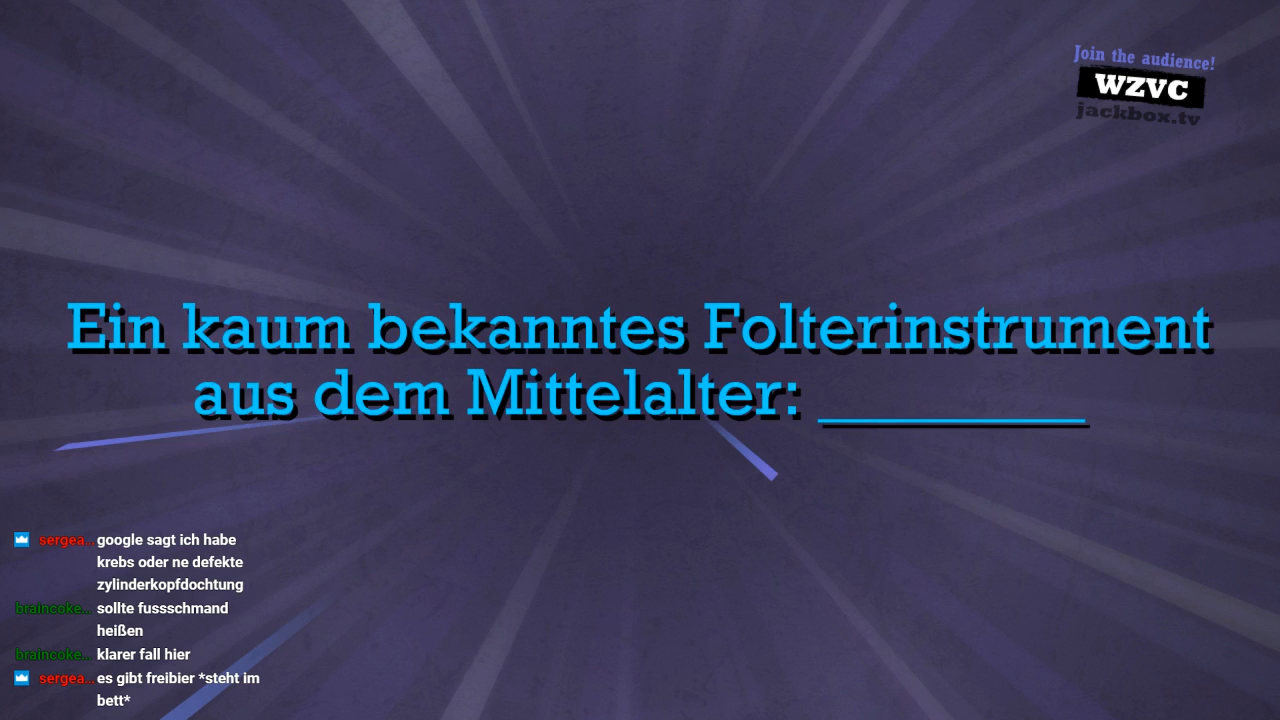 Join the audience!
WZVC
jackbox.tv
Ein kaum bekanntes Folterinstrument
aus dem Mittelalter: ________
sergea… google sagt ich habe
krebs oder ne defekte
zylinderkopfdochtung
braincoke… sollte fussschmand
heißen
braincoke… klarer fall hier
sergea… es gibt freibier *steht im
bett*